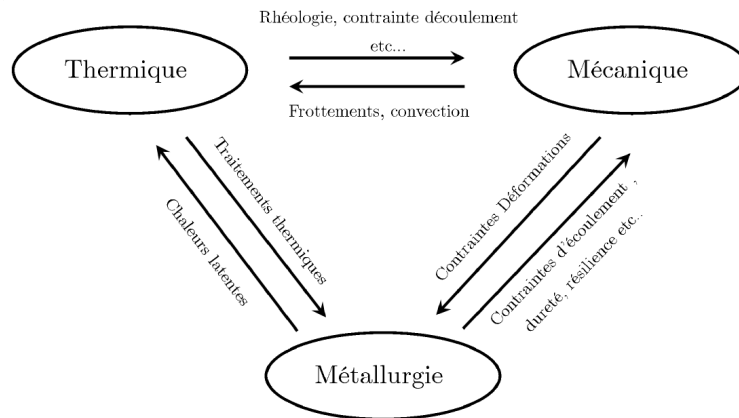 Rhéologie, contrainte découlement
etc...
Thermique
Mécanique
Frottements, convection
Traitements thermiques
Chaleurs latentes
Contraintes Déformations
Contraintes d'écoulement ,
dureté, résilience etc...
Métallurgie